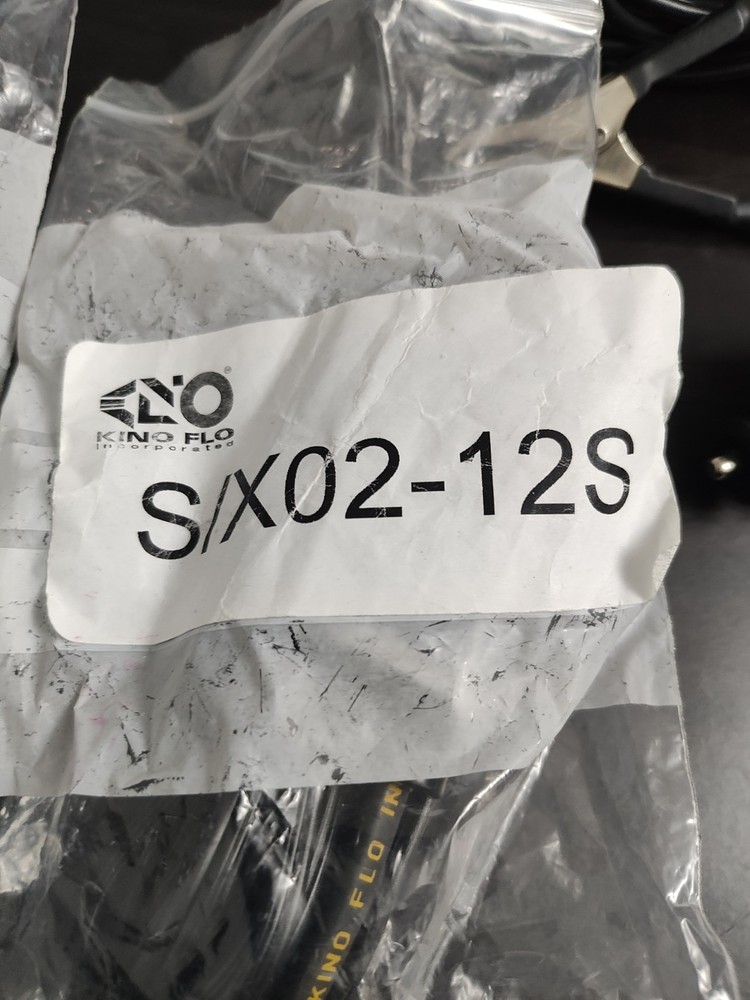 ®
KINO FLO
Incorporated
S/X02-12S
KINO FLO IN